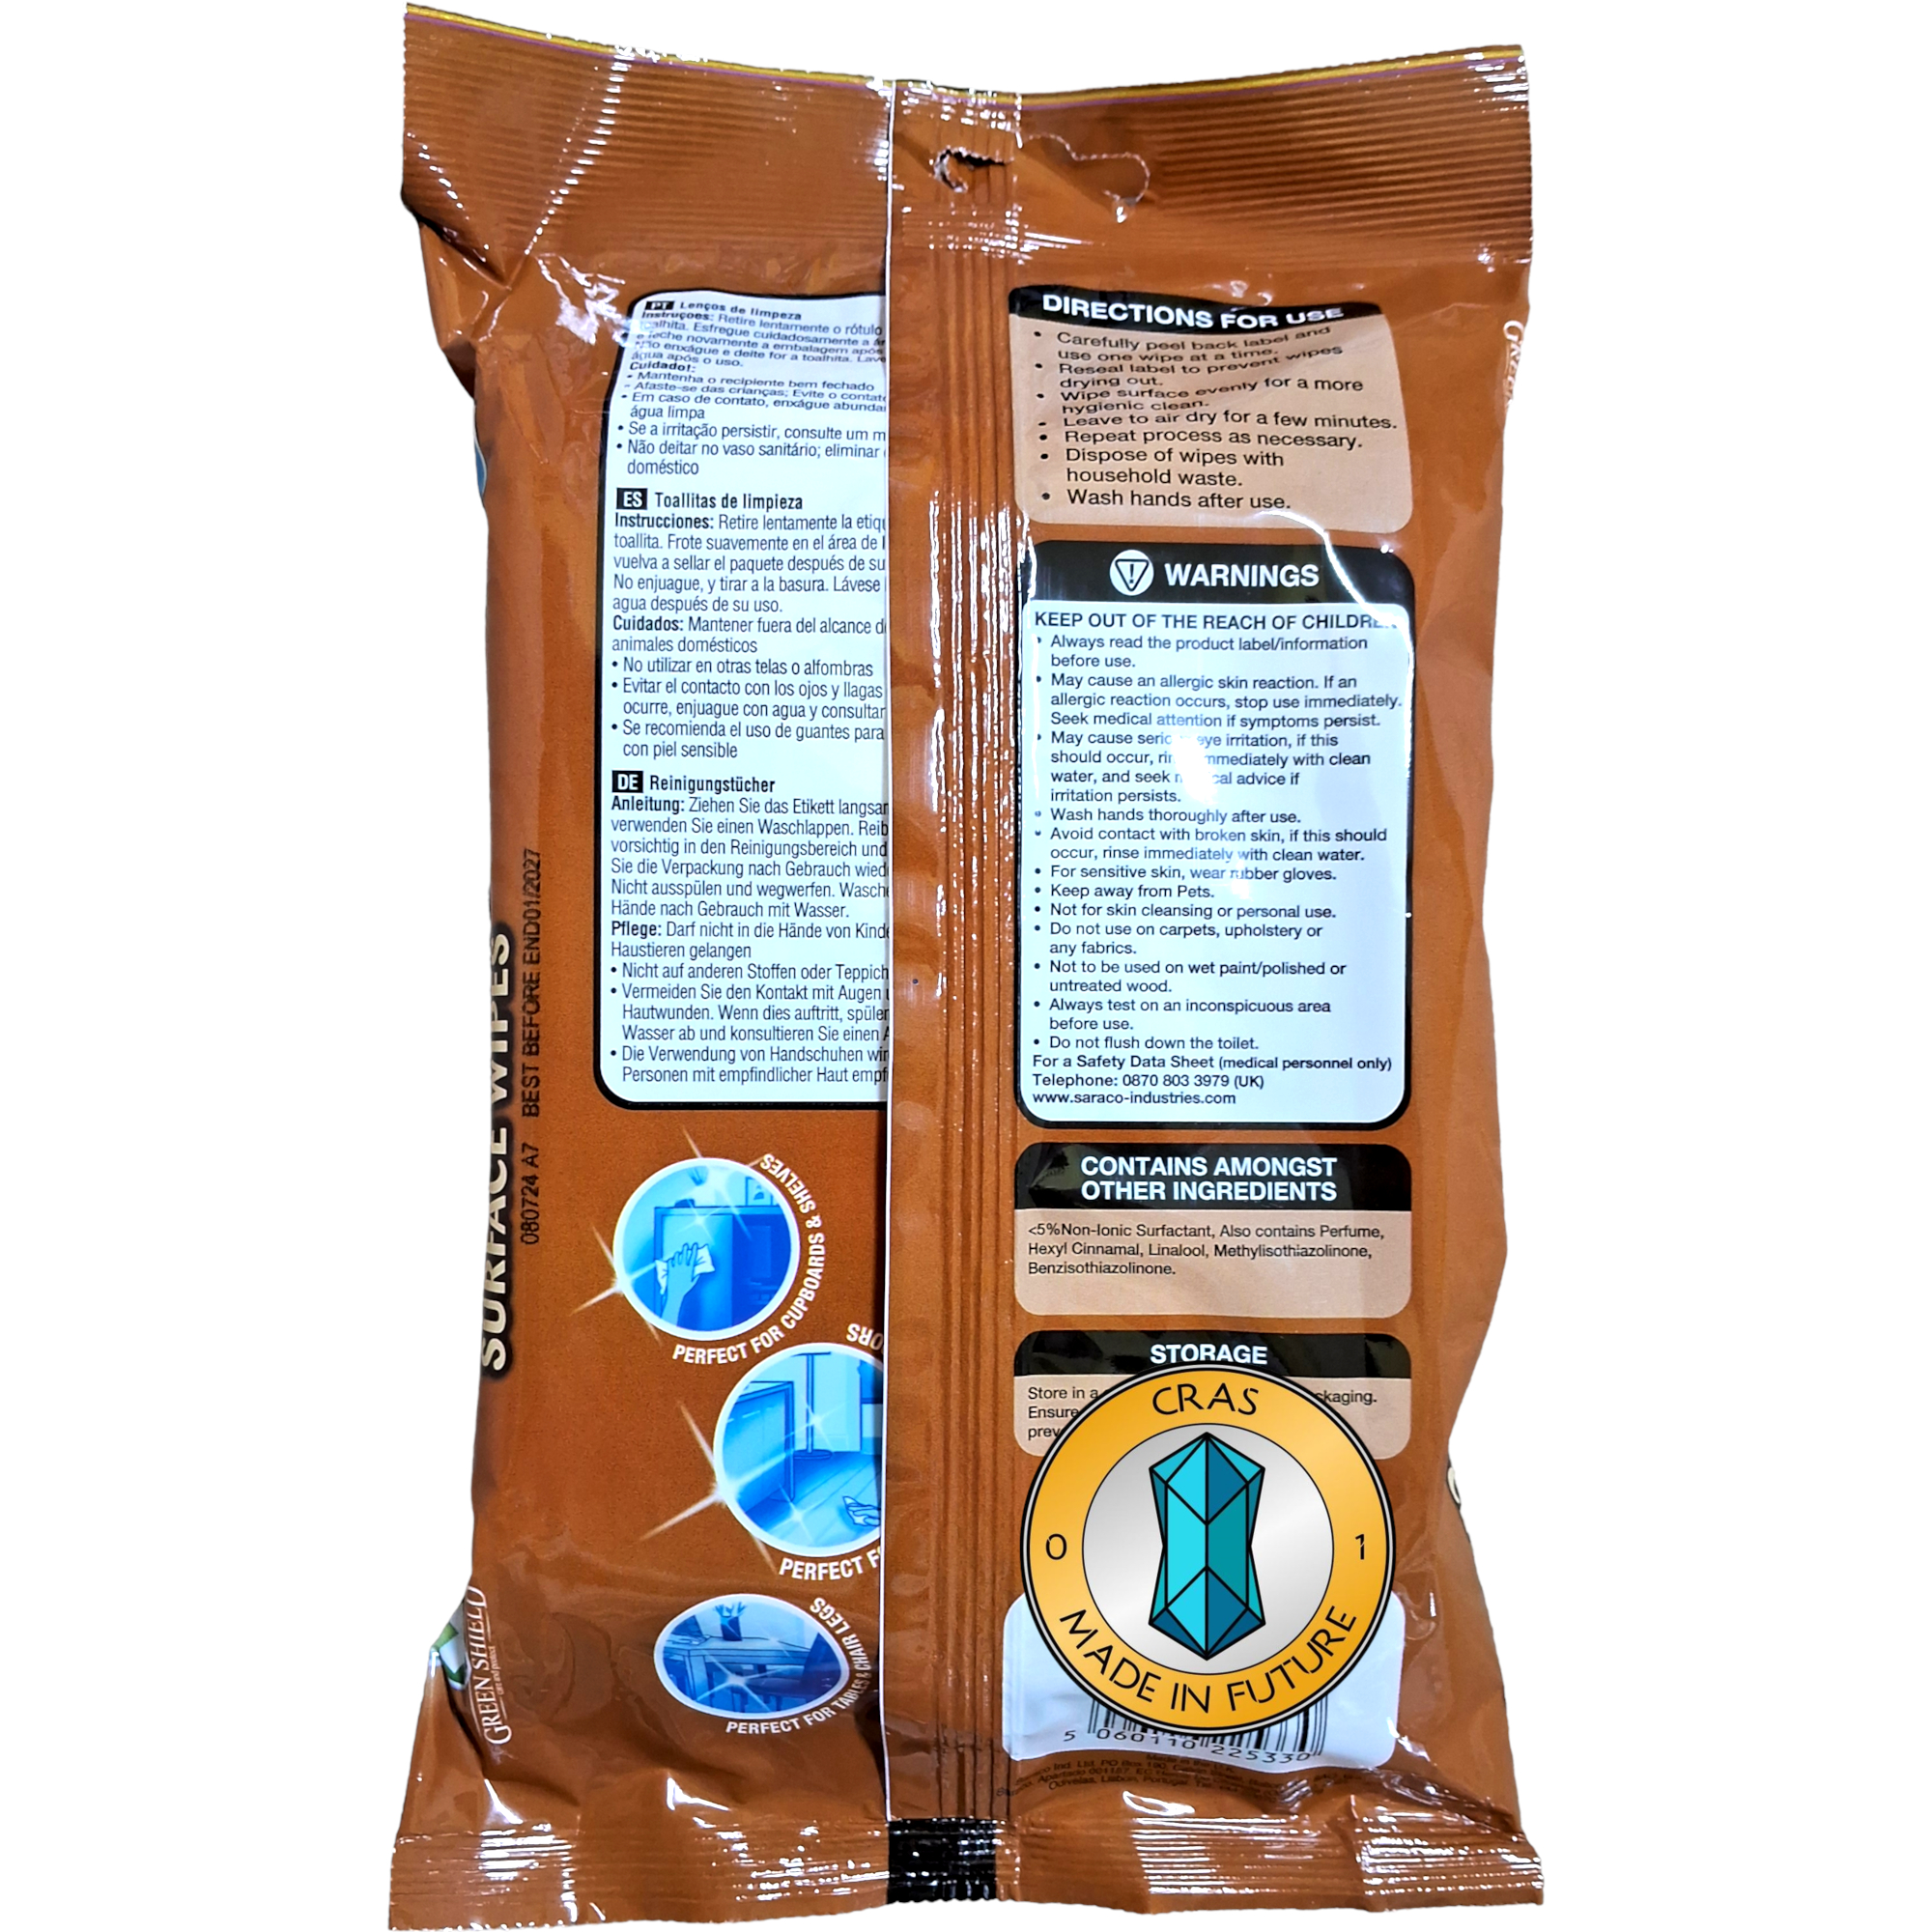 PT Lenços de limpeza
Instruçoes: Retire lentamente o rótulo
toalhita. Esfregue cuidadosamente a ár
e feche novamente a embalagem após
Não enxágue e deite for a toalhita. Lave
água após o uso.
Cuidado!:
- Mantenha o recipiente bem fechado
- Afaste-se das crianças; Evite o contato
• Em caso de contato, enxágue abundar
água limpa
• Se a irritação persistir, consulte um m
• Não deitar no vaso sanitário; eliminar
doméstico
ES Toallitas de limpieza
Instrucciones: Retire lentamente la etiqu
toallita. Frote suavemente en el área de l
vuelva a sellar el paquete después de su
No enjuague, y tirar a la basura. Lávese
agua después de su uso.
Cuidados: Mantener fuera del alcance de
animales domésticos
• No utilizar en otras telas o alfombras
• Evitar el contacto con los ojos y llagas
ocurre, enjuague con agua y consultar
• Se recomienda el uso de guantes para
con piel sensible
DE Reinigungstücher
Anleitung: Ziehen Sie das Etikett langsam
verwenden Sie einen Waschlappen. Reib
vorsichtig in den Reinigungsbereich und
Sie die Verpackung nach Gebrauch wied
Nicht ausspülen und wegwerfen. Wasche
Hände nach Gebrauch mit Wasser.
Pflege: Darf nicht in die Hände von Kinde
Haustieren gelangen
• Nicht auf anderen Stoffen oder Teppich
• Vermeiden Sie den Kontakt mit Augen
Hautwunden. Wenn dies auftritt, spüler
Wasser ab und konsultieren Sie einen A
• Die Verwendung von Handschuhen wir
Personen mit empfindlicher Haut empf
SURFACE WIPES
080724 A7 BEST BEFORE END01/2027
PERFECT FOR CUPBOARDS & SHELVES
PERFECT F
ORS
PERFECT FOR TABLES & CHAIR LEGS
GREEN SHIELD
DIRECTIONS FOR USE
• Carefully peel back label and
use one wipe at a time.
• Reseal label to prevent wipes
drying out.
• Wipe surface evenly for a more
hygienic clean.
• Leave to air dry for a few minutes.
• Repeat process as necessary.
• Dispose of wipes with
household waste.
• Wash hands after use.
WARNINGS
KEEP OUT OF THE REACH OF CHILDREN
• Always read the product label/information
before use.
• May cause an allergic skin reaction. If an
allergic reaction occurs, stop use immediately.
Seek medical attention if symptoms persist.
• May cause serious eye irritation, if this
should occur, rinse immediately with clean
water, and seek medical advice if
irritation persists.
• Wash hands thoroughly after use.
• Avoid contact with broken skin, if this should
occur, rinse immediately with clean water.
• For sensitive skin, wear rubber gloves.
• Keep away from Pets.
• Not for skin cleansing or personal use.
• Do not use on carpets, upholstery or
any fabrics.
• Not to be used on wet paint/polished or
untreated wood.
• Always test on an inconspicuous area
before use.
• Do not flush down the toilet.
For a Safety Data Sheet (medical personnel only)
Telephone: 0870 803 3979 (UK)
www.saraco-industries.com
CONTAINS AMONGST
OTHER INGREDIENTS
<5%Non-Ionic Surfactant, Also contains Perfume,
Hexyl Cinnamal, Linalool, Methylisothiazolinone,
Benzisothiazolinone.
STORAGE
Store in a
kaging.
Ensure
prev
CRAS
0 1
MADE IN FUTURE
5 060110 225330